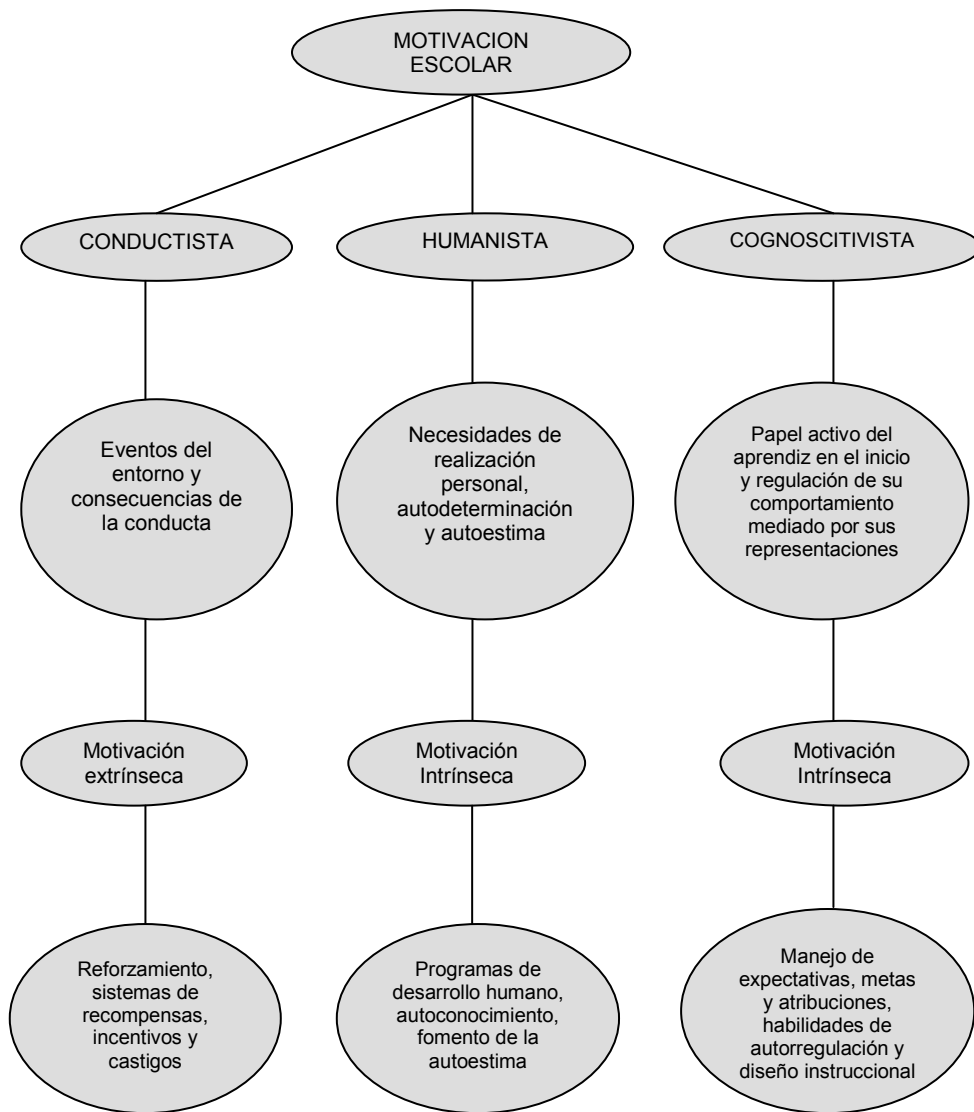 MOTIVACION
ESCOLAR
CONDUCTISTA
HUMANISTA
COGNOSCITIVISTA
Eventos del
entorno y
consecuencias de
la conducta
Necesidades de
realización
personal,
autodeterminación
y autoestima
Papel activo del
aprendiz en el inicio
y regulación de su
comportamiento
mediado por sus
representaciones
Motivación
extrínseca
Motivación
Intrínseca
Motivación
Intrínseca
Reforzamiento,
sistemas de
recompensas,
incentivos y
castigos
Programas de
desarrollo humano,
autoconocimiento,
fomento de la
autoestima
Manejo de
expectativas, metas
y atribuciones,
habilidades de
autorregulación y
diseño instruccional